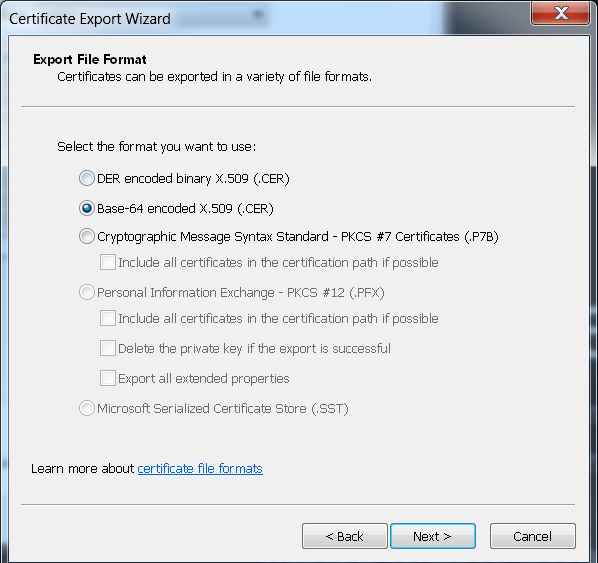 Certificate Export Wizard
Export File Format
Certificates can be exported in a variety of file formats.
Select the format you want to use:
DER encoded binary X.509 (.CER)
Base-64 encoded X.509 (.CER)
Cryptographic Message Syntax Standard - PKCS #7 Certificates (.P7B)
Include all certificates in the certification path if possible
Personal Information Exchange - PKCS #12 (.PFX)
Include all certificates in the certification path if possible
Delete the private key if the export is successful
Export all extended properties
Microsoft Serialized Certificate Store (.SST)
Learn more about certificate file formats
< Back Next > Cancel